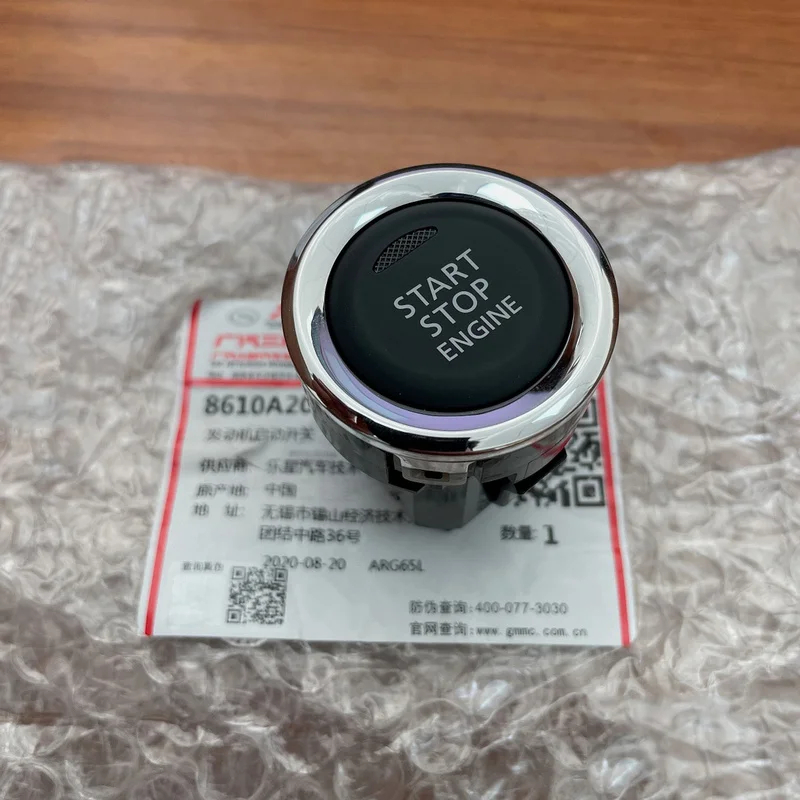 START
STOP
ENGINE
8610A20
发动机启动开关
供应商: 乐星汽车技术
原产地: 中国
地 址: 无锡市锡山经济技术
团结中路36号
数量: 1
2020-08-20 ARG65L
防伪查询:400-077-3030
官网查询:www.gmmc.com.cn